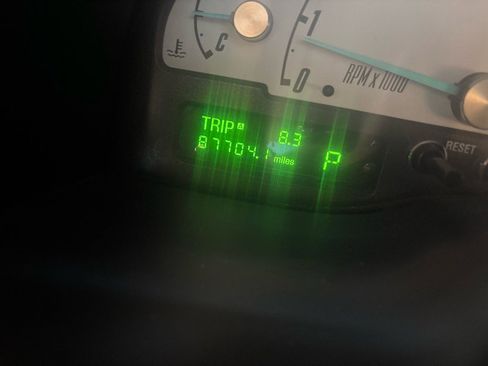 1
C
0
RPM x 1000
TRIP A 8.3
87704.1 miles
P
RESET